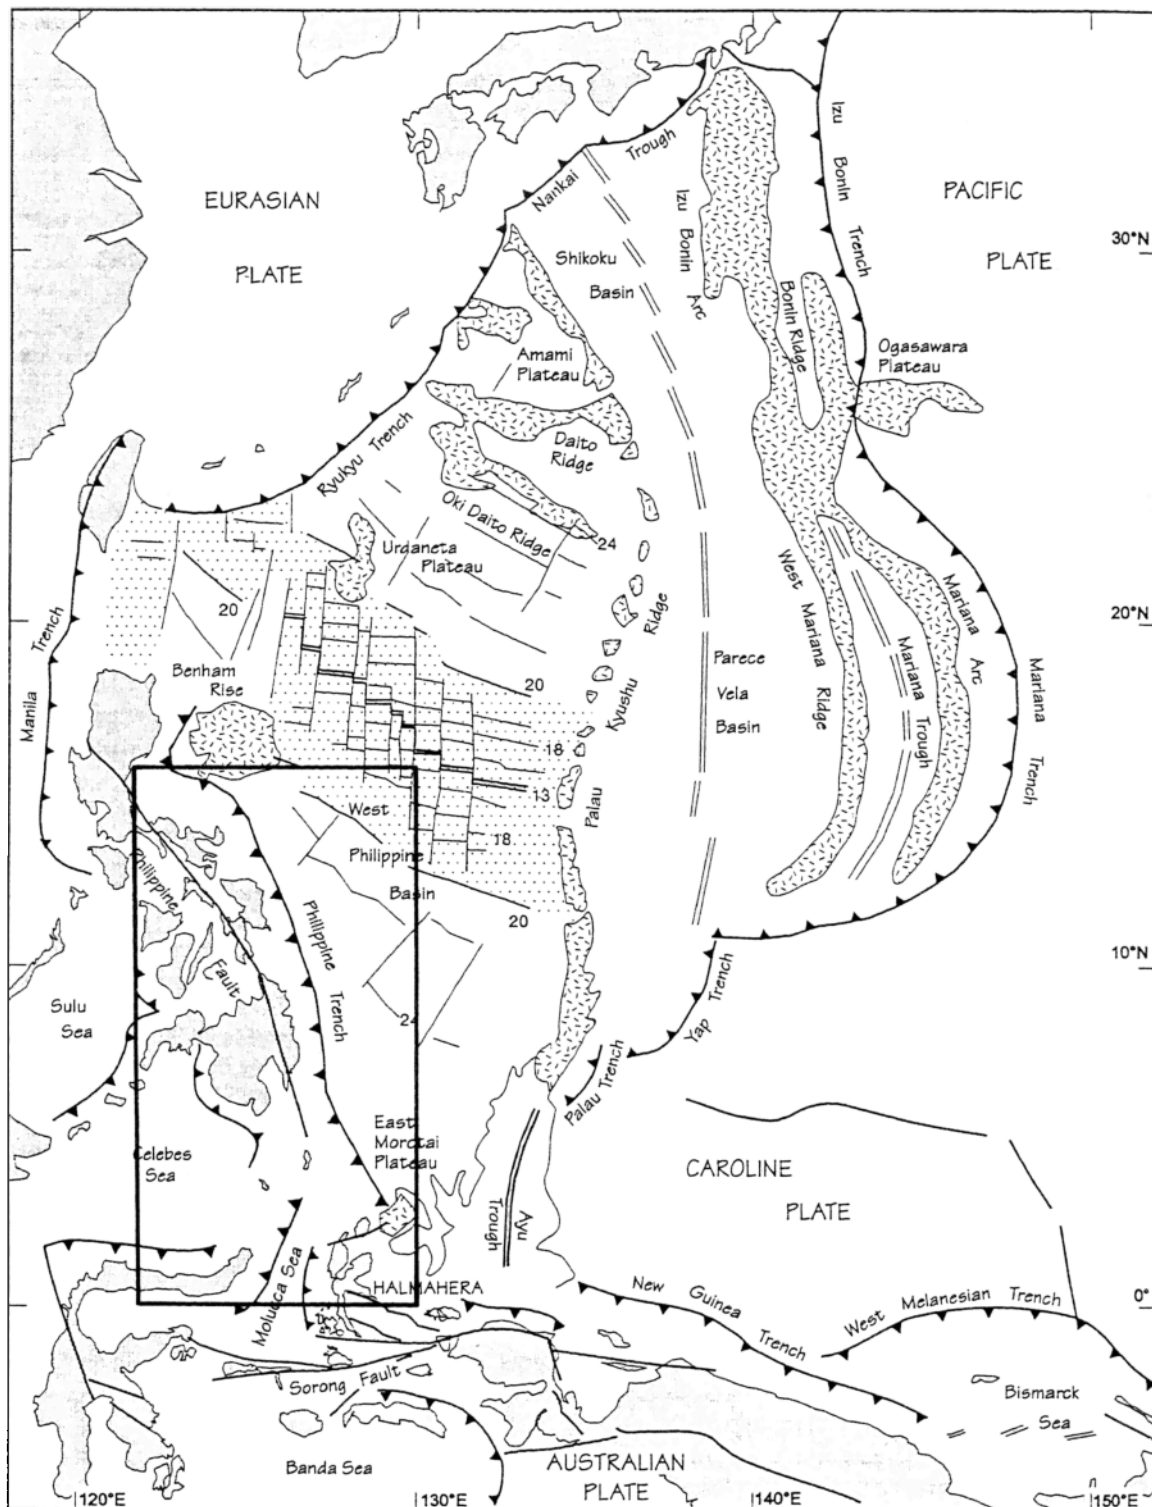 EURASIAN
PLATE
PACIFIC
PLATE
30°N
Nankai
Trough
Izu Bonin Trench
Izu Bonin Arc
Shikoku
Basin
Bonin Ridge
Ogasawara
Plateau
Amami
Plateau
Ryukyu Trench
Daito
Ridge
Oki Daito Ridge
24
Urdaneta
Plateau
20
20°N
Manila Trench
Benham
Rise
20
Kyushu Ridge
Palau
Parece
Vela
Basin
West Mariana Ridge
Mariana Trough
Mariana Arc
Mariana Trench
18
13
18
West
Philippine
Basin
20
Philippine
Fault
Philippine Trench
24
10°N
Sulu
Sea
Yap Trench
Palau Trench
East
Morotai
Plateau
Celebes
Sea
CAROLINE
PLATE
Ayu
Trough
Molucca Sea
HALMAHERA
New Guinea Trench
West Melanesian Trench
0°
Sorong Fault
Bismarck
Sea
Banda Sea
AUSTRALIAN
PLATE
120°E
130°E
140°E
150°E